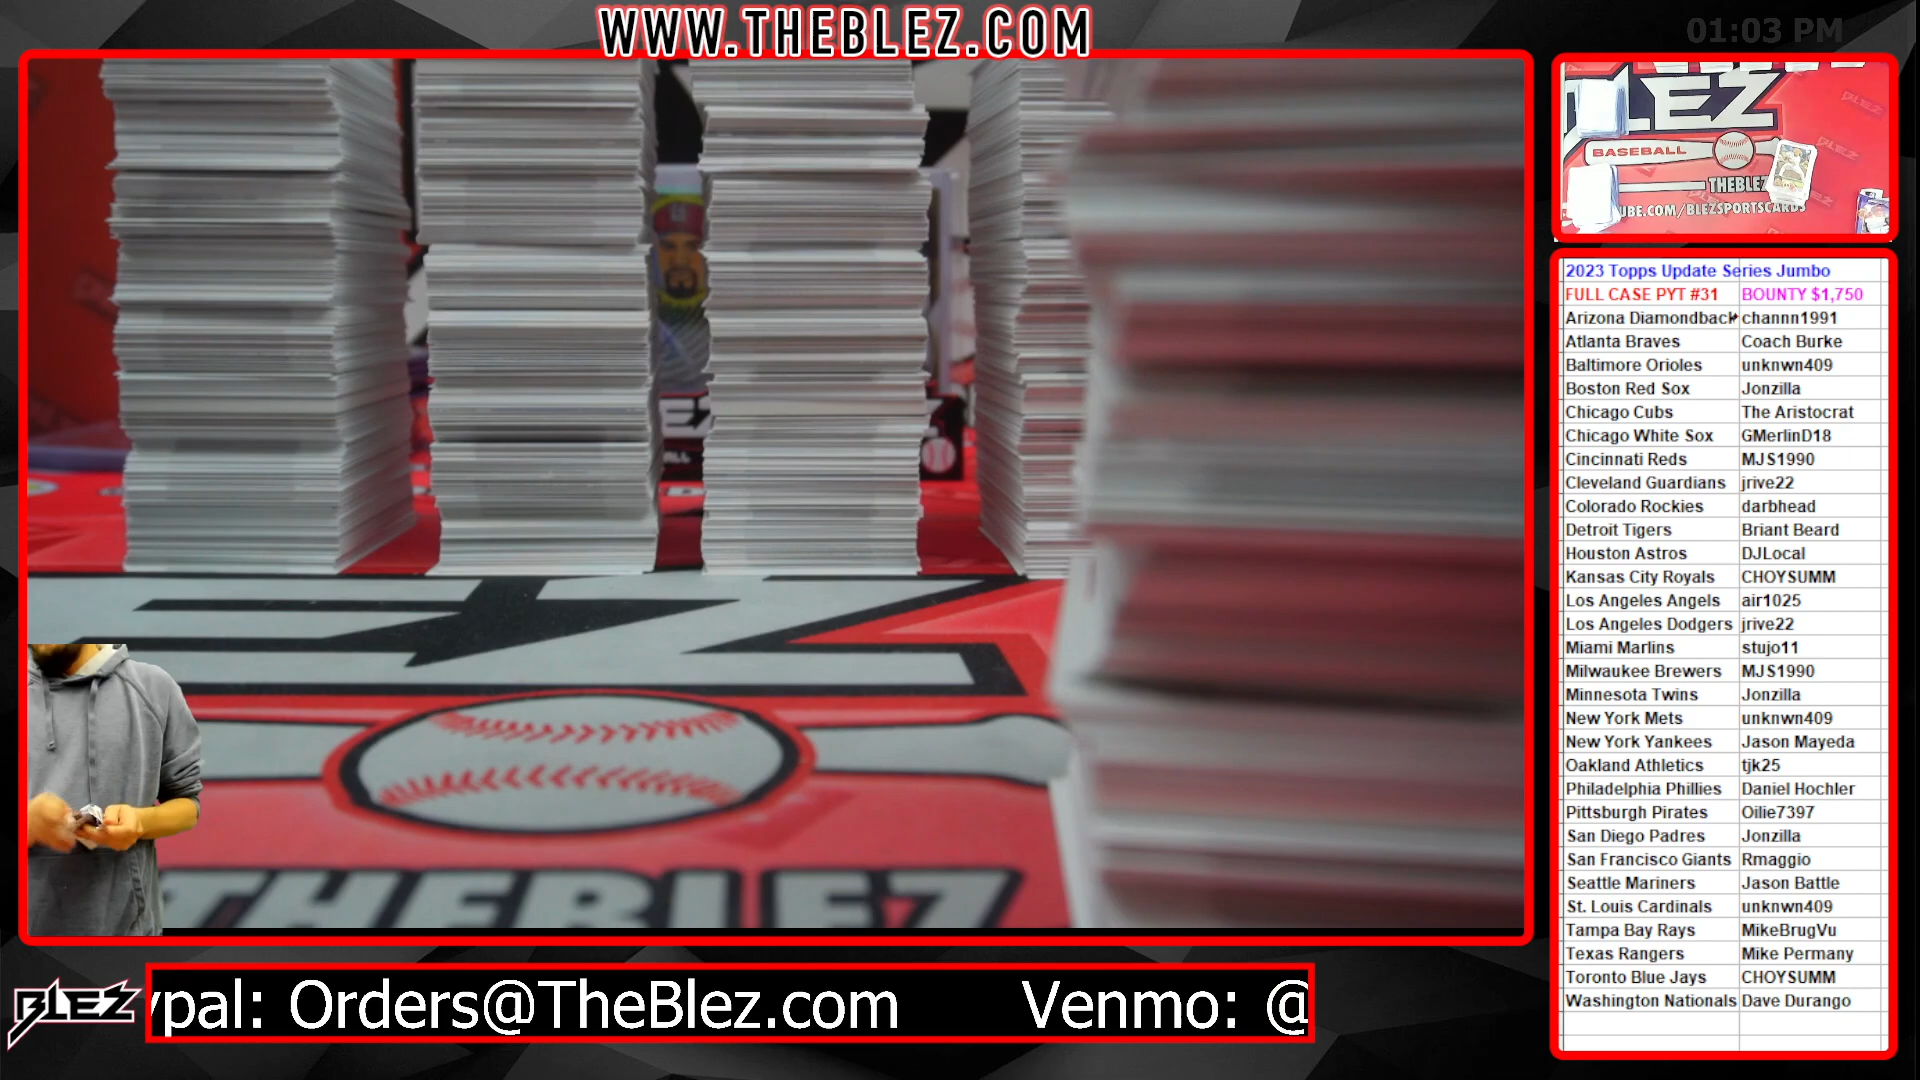 WWW.THEBLEZ.COM
01:03 PM
BLEZ
BASEBALL
THEBLEZ
UBE.COM/BLEZSPORTSCARDS
2023 Topps Update Series Jumbo
FULL CASE PYT #31 BOUNTY $1,750
Arizona Diamondback channn1991
Atlanta Braves Coach Burke
Baltimore Orioles unknwn409
Boston Red Sox Jonzilla
Chicago Cubs The Aristocrat
Chicago White Sox GMerlinD18
Cincinnati Reds MJS1990
Cleveland Guardians jrive22
Colorado Rockies darbhead
Detroit Tigers Briant Beard
Houston Astros DJLocal
Kansas City Royals CHOYSUMM
Los Angeles Angels air1025
Los Angeles Dodgers jrive22
Miami Marlins stujo11
Milwaukee Brewers MJS1990
Minnesota Twins Jonzilla
New York Mets unknwn409
New York Yankees Jason Mayeda
Oakland Athletics tjk25
Philadelphia Phillies Daniel Hochler
Pittsburgh Pirates Oilie7397
San Diego Padres Jonzilla
San Francisco Giants Rmaggio
Seattle Mariners Jason Battle
St. Louis Cardinals unknwn409
Tampa Bay Rays MikeBrugVu
Texas Rangers Mike Permany
Toronto Blue Jays CHOYSUMM
Washington Nationals Dave Durango
EZ
THEBLEZ
BLEZ
ypal: Orders@TheBlez.com Venmo: @